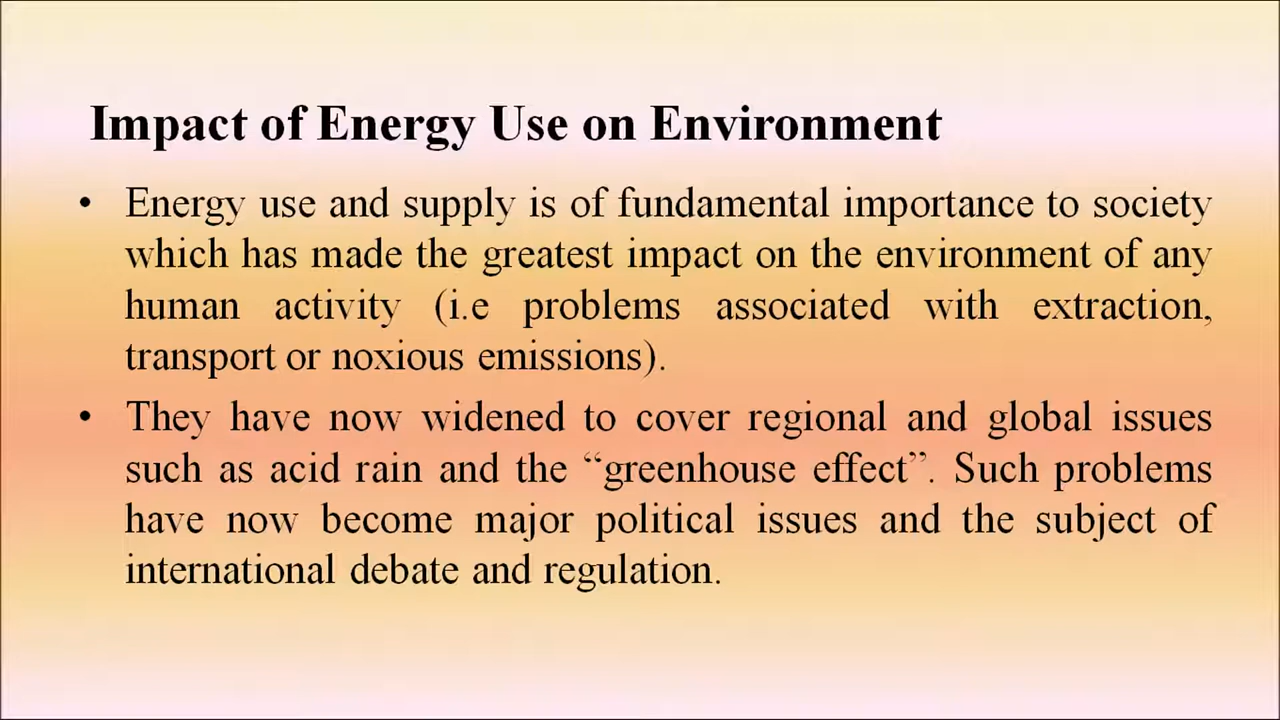 Impact of Energy Use on Environment
• Energy use and supply is of fundamental importance to society
which has made the greatest impact on the environment of any
human activity (i.e problems associated with extraction,
transport or noxious emissions).
• They have now widened to cover regional and global issues
such as acid rain and the “greenhouse effect”. Such problems
have now become major political issues and the subject of
international debate and regulation.